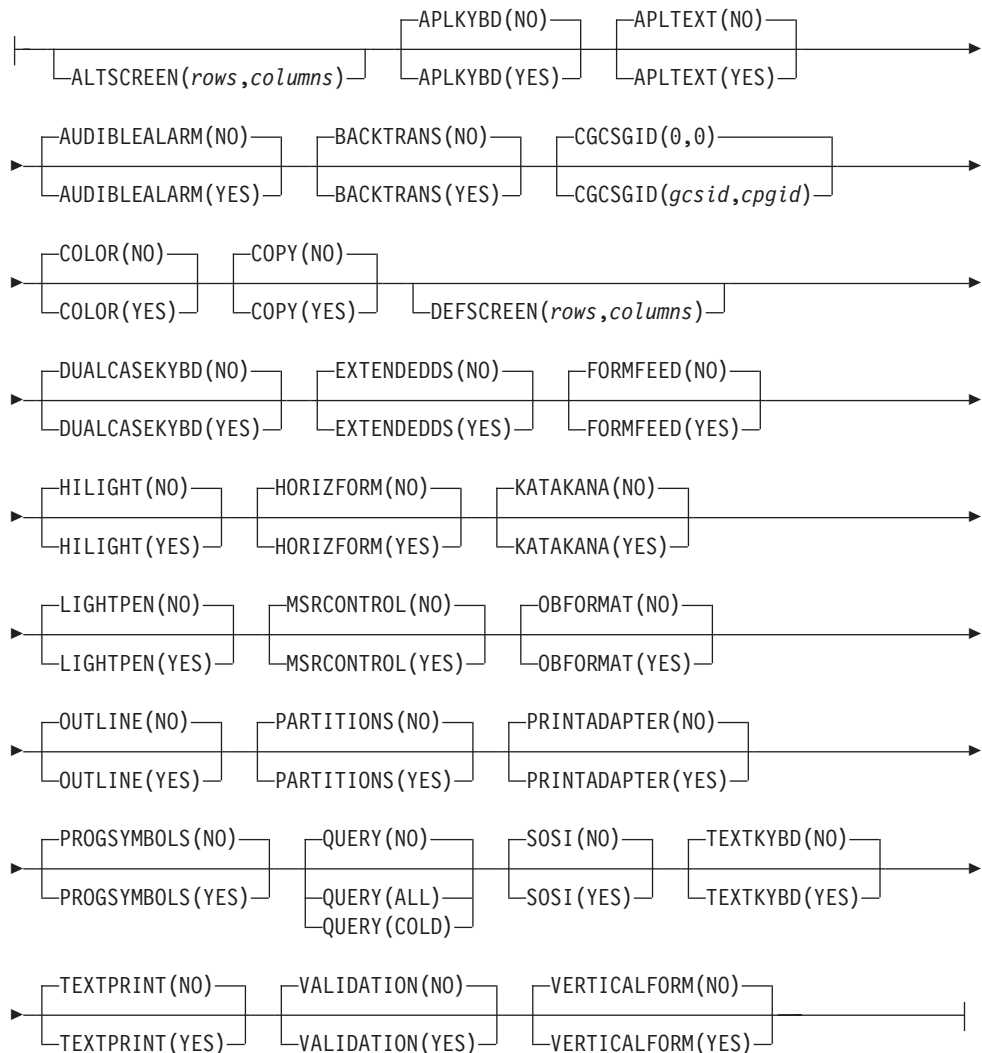 APLKYBD(NO) APLTEXT(NO)
ALTSCREEN(rows,columns) APLKYBD(YES) APLTEXT(YES)
AUDIBLEALARM(NO) BACKTRANS(NO) CGCSGID(0,0)
AUDIBLEALARM(YES) BACKTRANS(YES) CGCSGID(gcsid,cpgid)
COLOR(NO) COPY(NO)
COLOR(YES) COPY(YES) DEFSCREEN(rows,columns)
DUALCASEKYBD(NO) EXTENDEDDS(NO) FORMFEED(NO)
DUALCASEKYBD(YES) EXTENDEDDS(YES) FORMFEED(YES)
HILIGHT(NO) HORIZFORM(NO) KATAKANA(NO)
HILIGHT(YES) HORIZFORM(YES) KATAKANA(YES)
LIGHTPEN(NO) MSRCONTROL(NO) OBFORMAT(NO)
LIGHTPEN(YES) MSRCONTROL(YES) OBFORMAT(YES)
OUTLINE(NO) PARTITIONS(NO) PRINTADAPTER(NO)
OUTLINE(YES) PARTITIONS(YES) PRINTADAPTER(YES)
PROGSYMBOLS(NO) QUERY(NO) SOSI(NO) TEXTKYBD(NO)
PROGSYMBOLS(YES) QUERY(ALL) SOSI(YES) TEXTKYBD(YES)
QUERY(COLD)
TEXTPRINT(NO) VALIDATION(NO) VERTICALFORM(NO)
TEXTPRINT(YES) VALIDATION(YES) VERTICALFORM(YES)